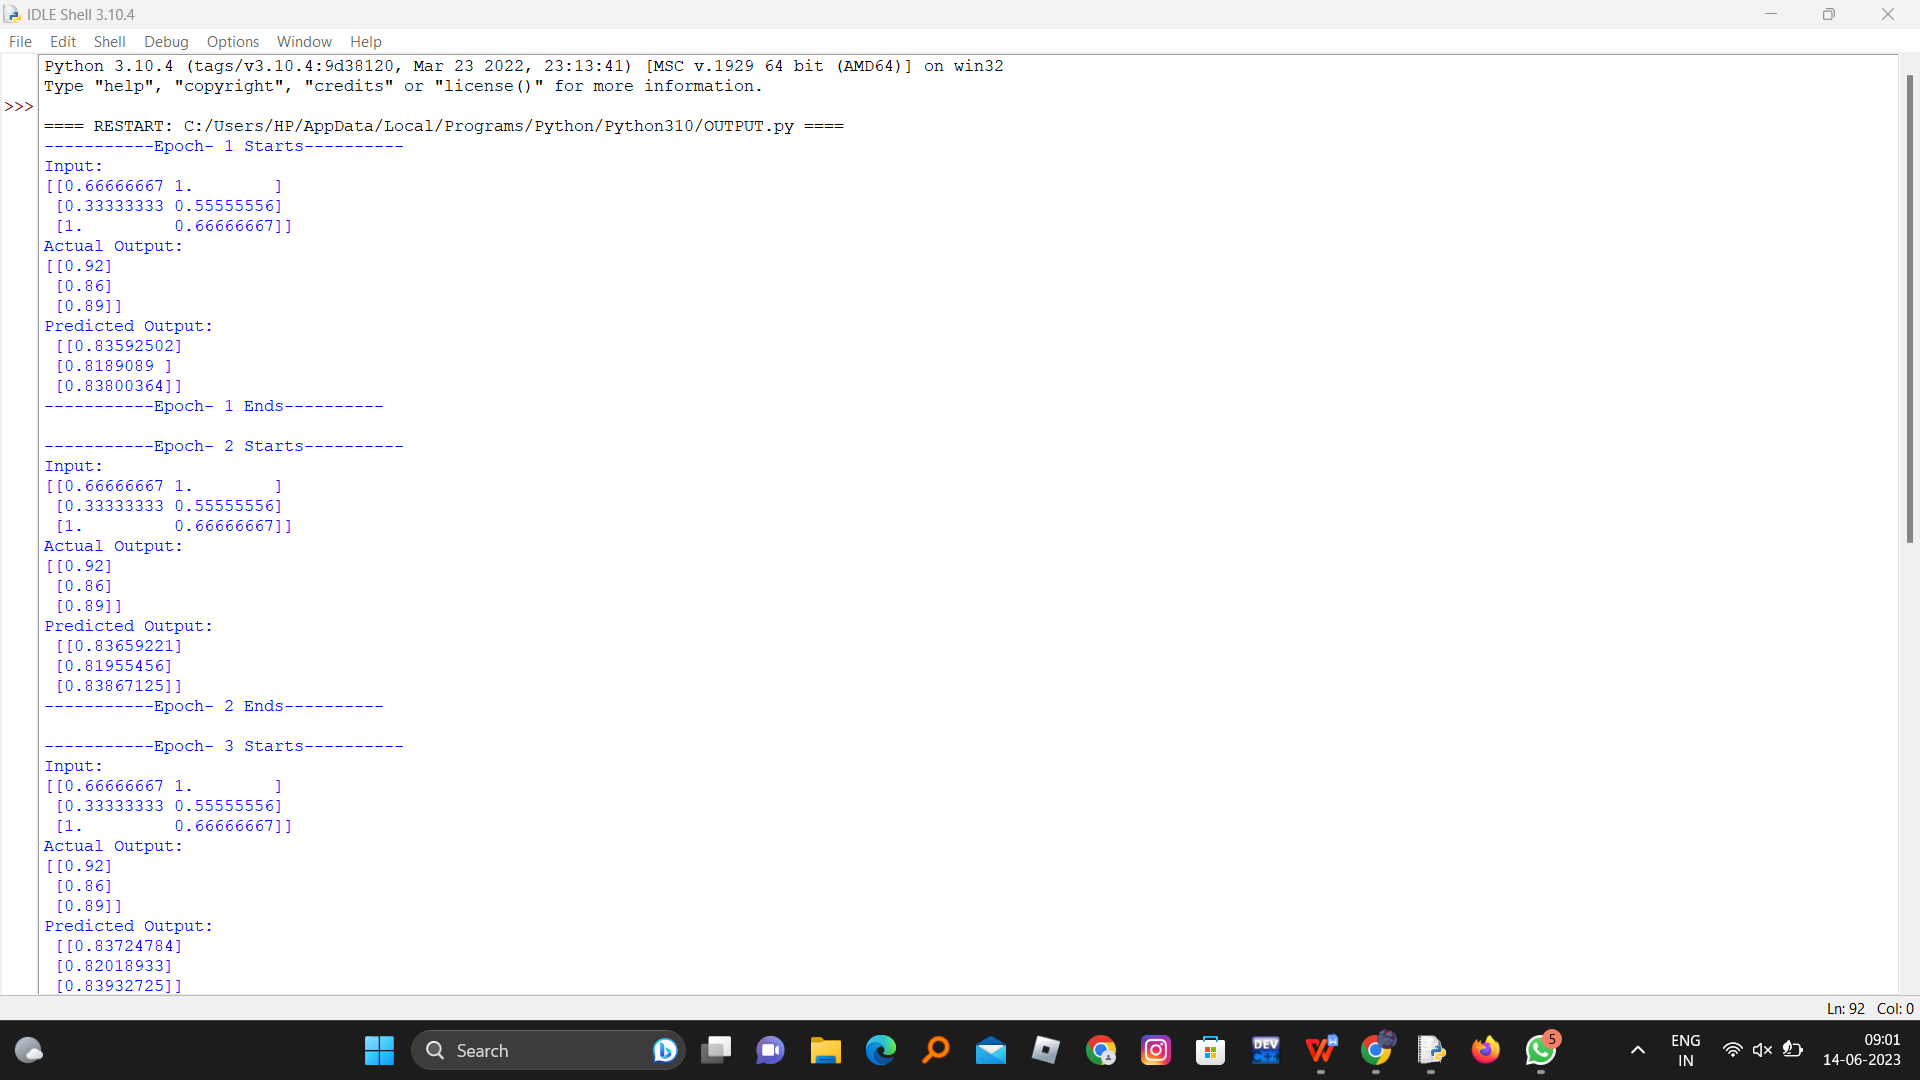 IDLE Shell 3.10.4
File Edit Shell Debug Options Window Help
Python 3.10.4 (tags/v3.10.4:9d38120, Mar 23 2022, 23:13:41) [MSC v.1929 64 bit (AMD64)] on win32
Type "help", "copyright", "credits" or "license()" for more information.
>>>
==== RESTART: C:/Users/HP/AppData/Local/Programs/Python/Python310/OUTPUT.py ====
-----------Epoch- 1 Starts----------
Input:
[[0.66666667 1.        ]
 [0.33333333 0.55555556]
 [1.         0.66666667]]
Actual Output:
[[0.92]
 [0.86]
 [0.89]]
Predicted Output:
 [[0.83592502]
 [0.8189089 ]
 [0.83800364]]
-----------Epoch- 1 Ends----------
-----------Epoch- 2 Starts----------
Input:
[[0.66666667 1.        ]
 [0.33333333 0.55555556]
 [1.         0.66666667]]
Actual Output:
[[0.92]
 [0.86]
 [0.89]]
Predicted Output:
 [[0.83659221]
 [0.81955456]
 [0.83867125]]
-----------Epoch- 2 Ends----------
-----------Epoch- 3 Starts----------
Input:
[[0.66666667 1.        ]
 [0.33333333 0.55555556]
 [1.         0.66666667]]
Actual Output:
[[0.92]
 [0.86]
 [0.89]]
Predicted Output:
 [[0.83724784]
 [0.82018933]
 [0.83932725]]
Ln: 92 Col: 0
Search
DEV
C++
5
ENG
IN
09:01
14-06-2023